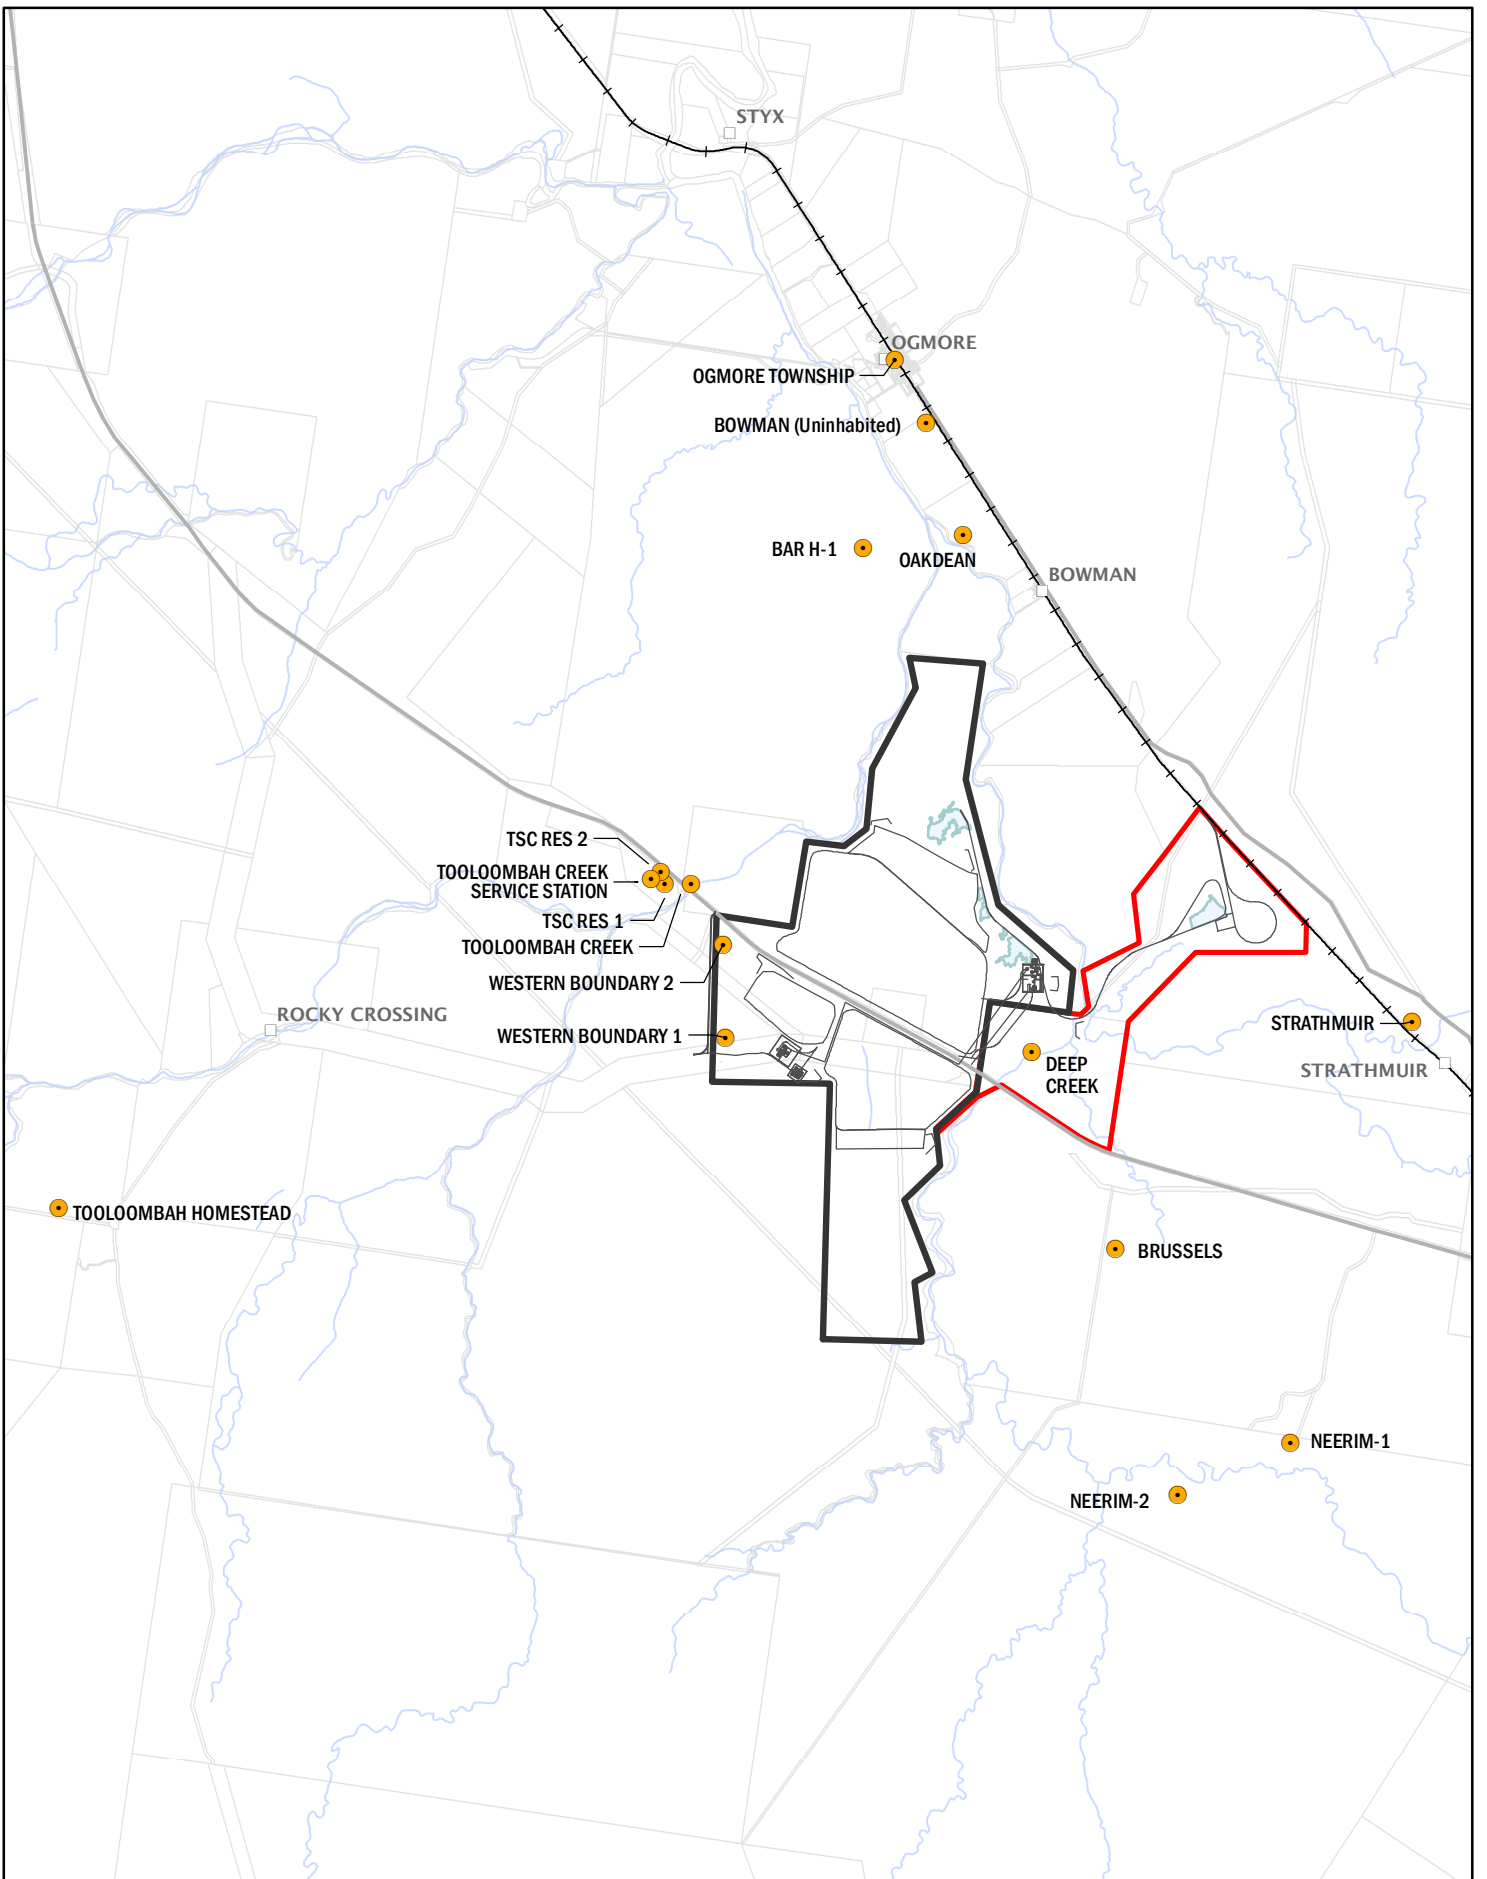 STYX
OGMORE
OGMORE TOWNSHIP
BOWMAN (Uninhabited)
BAR H-1
OAKDEAN
BOWMAN
TSC RES 2
TOOLOOMBAH CREEK
SERVICE STATION
TSC RES 1
TOOLOOMBAH CREEK
WESTERN BOUNDARY 2
ROCKY CROSSING
WESTERN BOUNDARY 1
STRATHMUIR
DEEP
CREEK
STRATHMUIR
TOOLOOMBAH HOMESTEAD
BRUSSELS
NEERIM-1
NEERIM-2